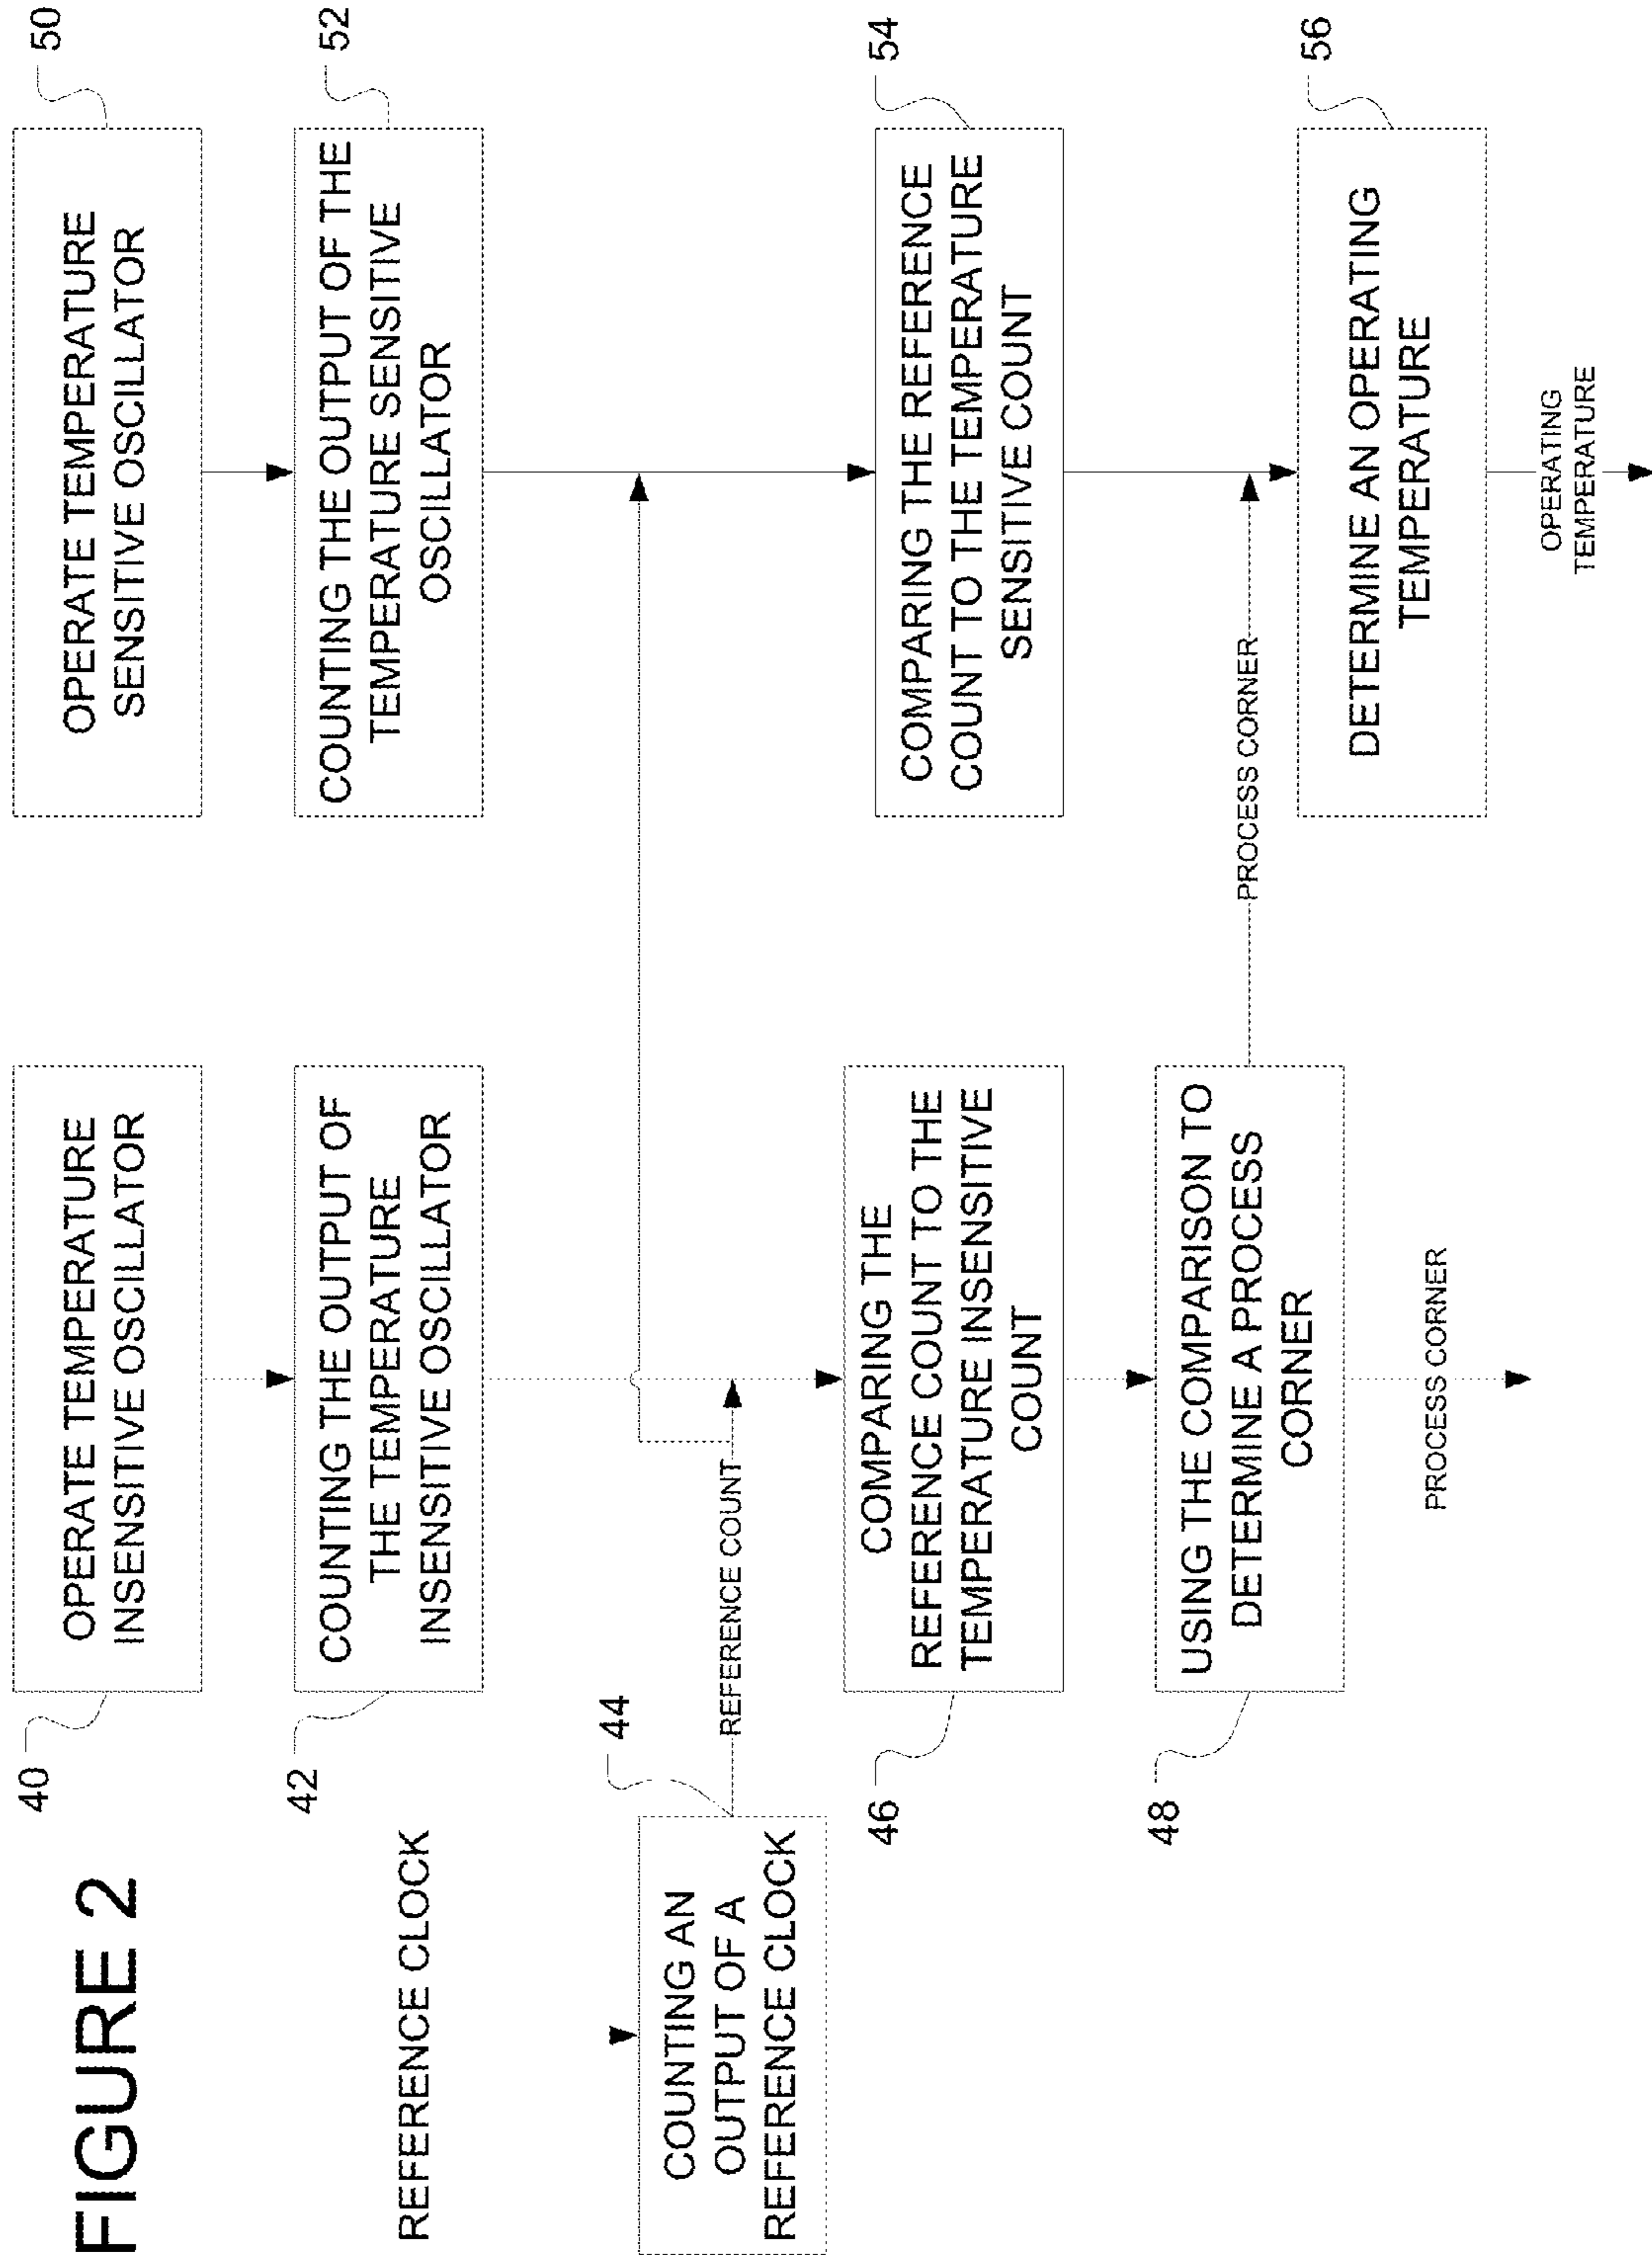 FIGURE 2
40
OPERATE TEMPERATURE
INSENSITIVE OSCILLATOR
OPERATE TEMPERATURE
SENSITIVE OSCILLATOR
50
42
COUNTING THE OUTPUT OF
THE TEMPERATURE
INSENSITIVE OSCILLATOR
COUNTING THE OUTPUT OF THE
TEMPERATURE SENSITIVE
OSCILLATOR
52
REFERENCE CLOCK
44
COUNTING AN
OUTPUT OF A
REFERENCE CLOCK
REFERENCE COUNT
46
COMPARING THE
REFERENCE COUNT TO THE
TEMPERATURE INSENSITIVE
COUNT
COMPARING THE REFERENCE
COUNT TO THE TEMPERATURE
SENSITIVE COUNT
54
48
USING THE COMPARISON TO
DETERMINE A PROCESS
CORNER
PROCESS CORNER
DETERMINE AN OPERATING
TEMPERATURE
56
PROCESS CORNER
OPERATING
TEMPERATURE